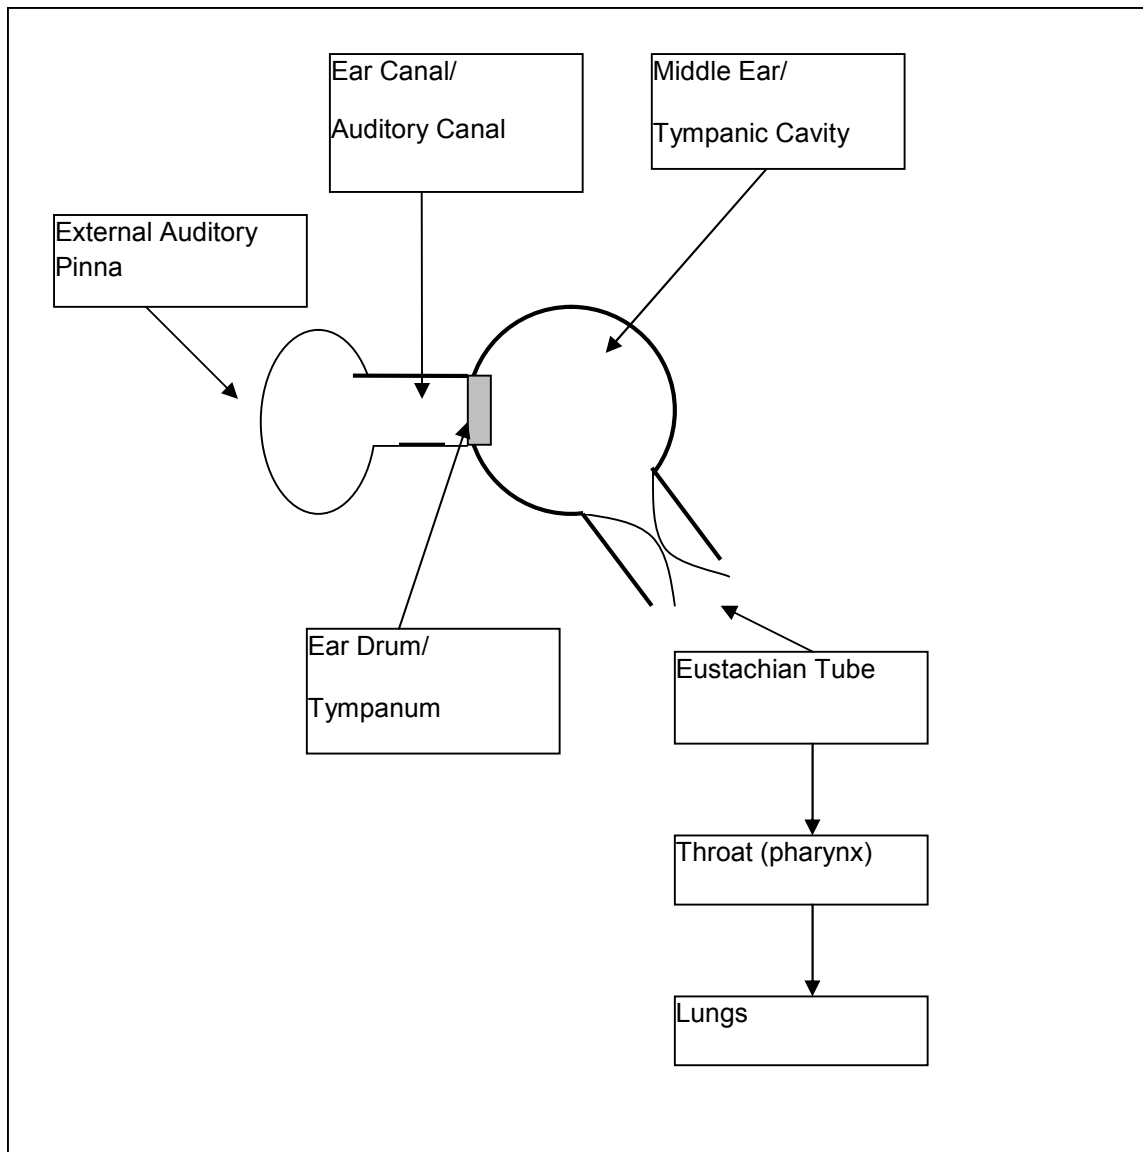 Ear Canal/
Auditory Canal
Middle Ear/
Tympanic Cavity
External Auditory
Pinna
Ear Drum/
Tympanum
Eustachian Tube
Throat (pharynx)
Lungs